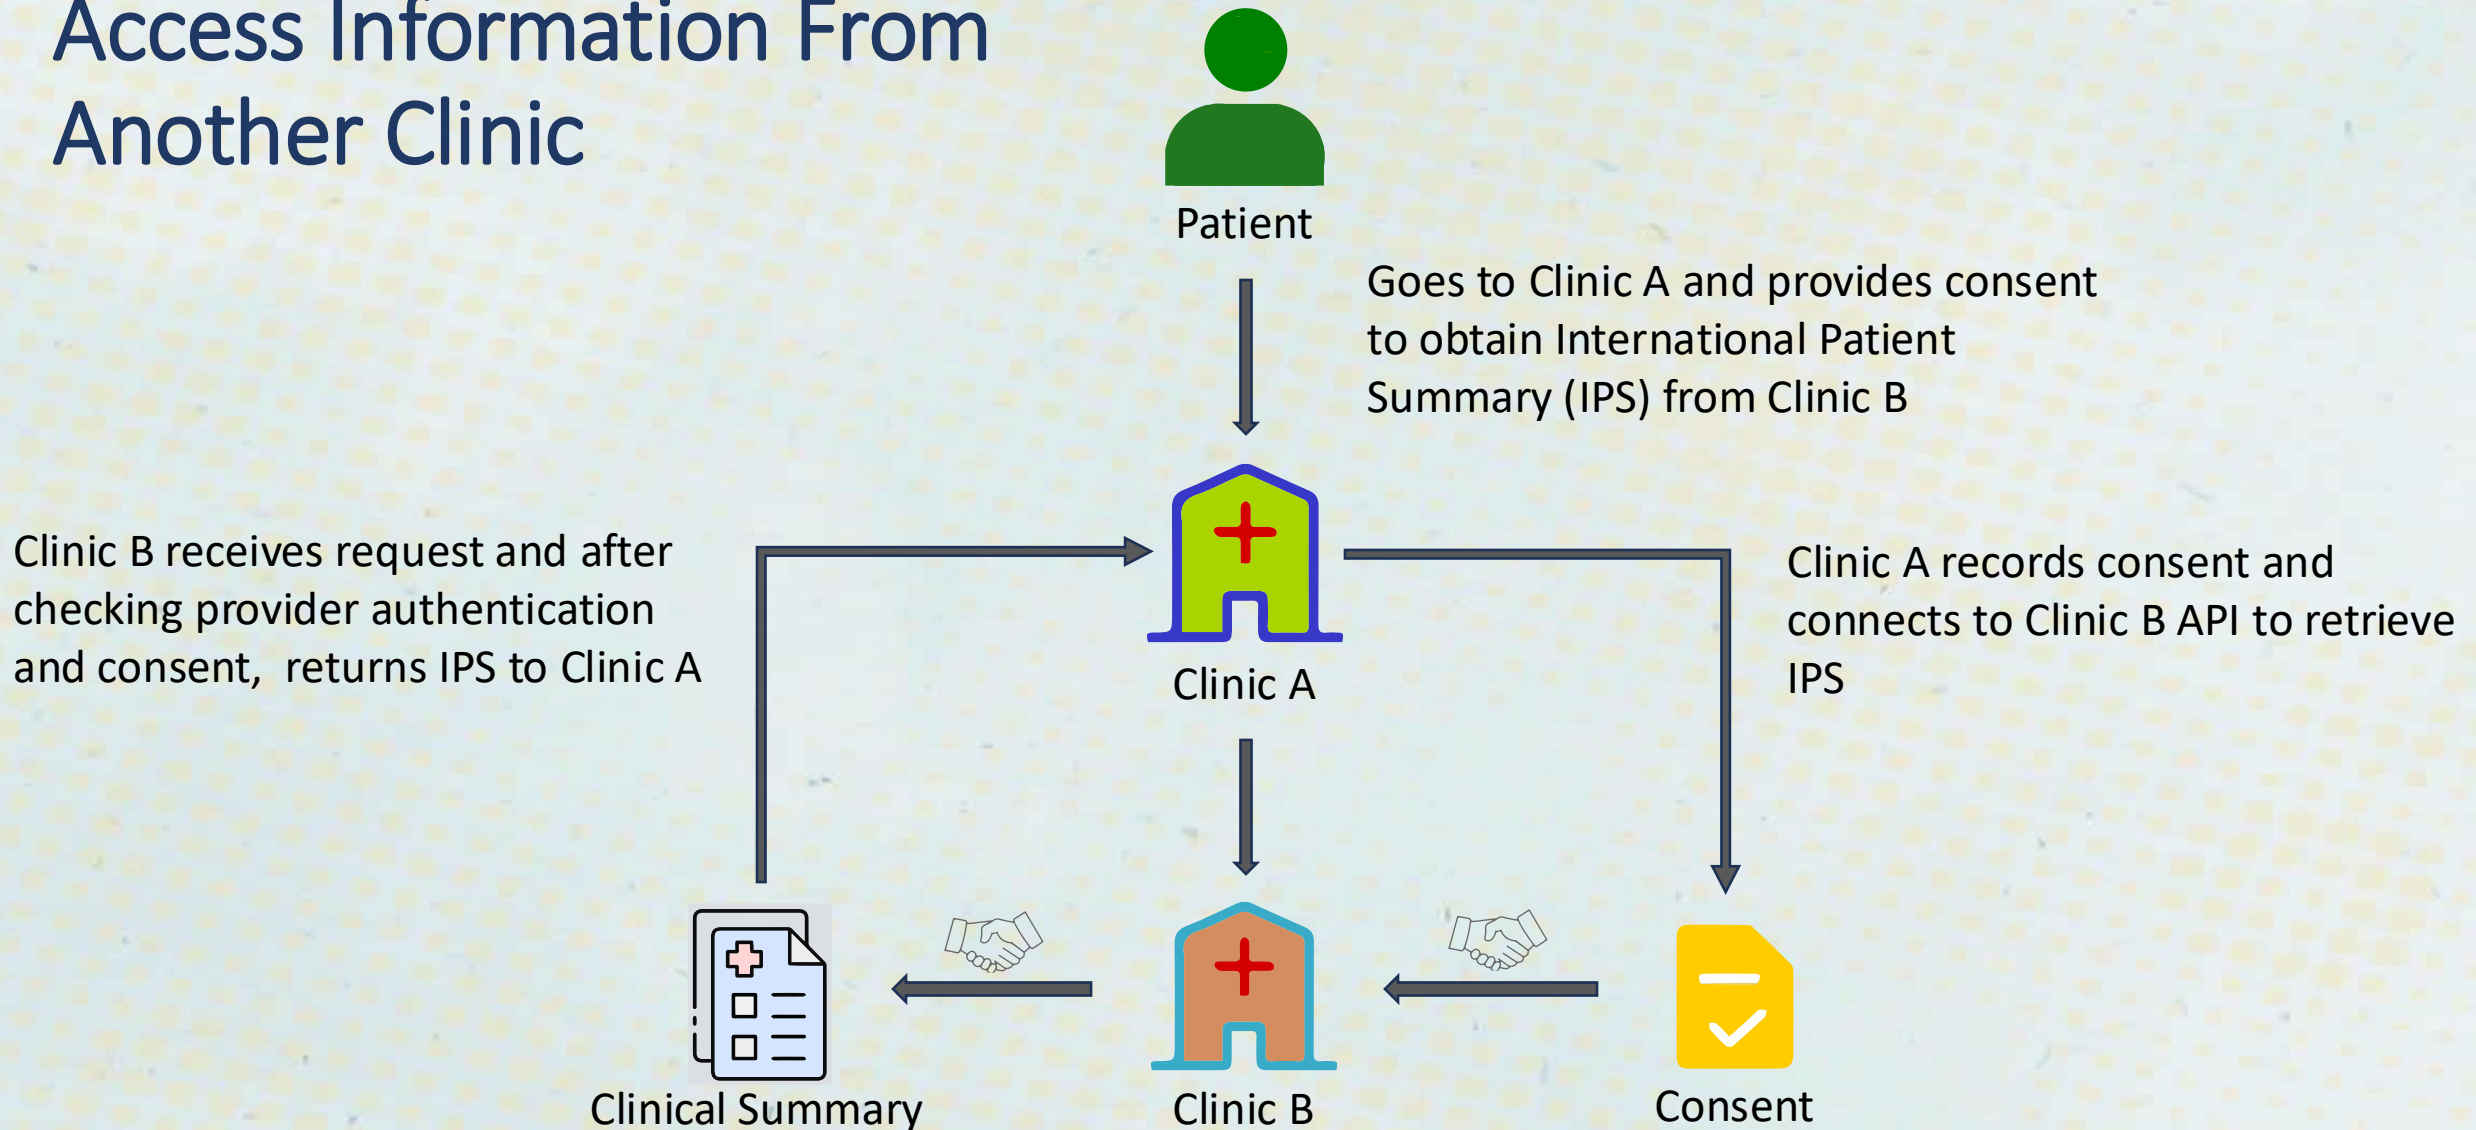 Access Information From
Another Clinic
Patient
Goes to Clinic A and provides consent
to obtain International Patient
Summary (IPS) from Clinic B
Clinic B receives request and after
checking provider authentication
and consent,  returns IPS to Clinic A
Clinic A
Clinic A records consent and
connects to Clinic B API to retrieve
IPS
Clinical Summary
Clinic B
Consent